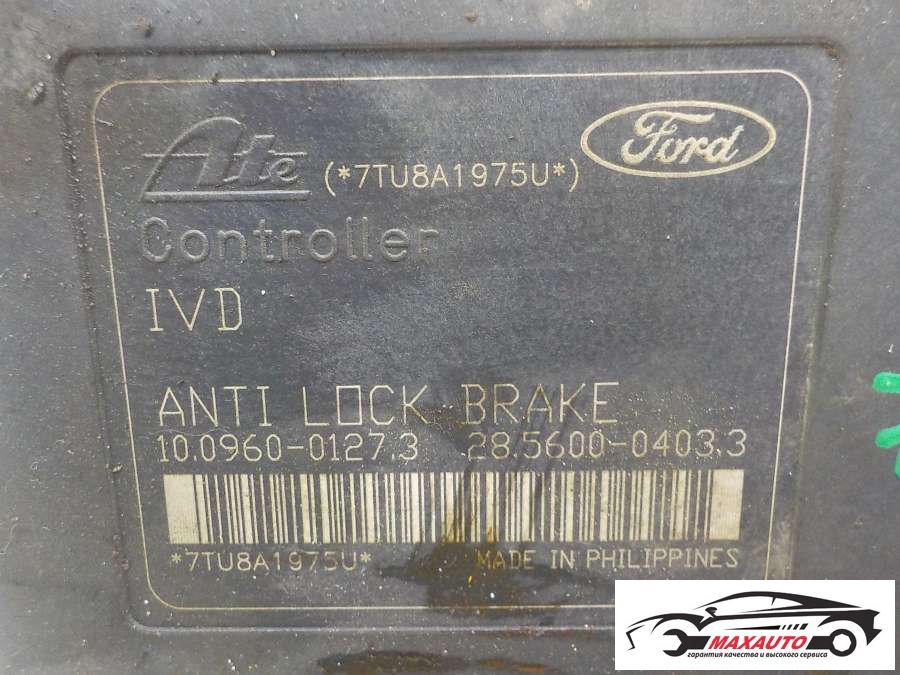 Ate (*7TU8A1975U*) Ford
Controller
IVD
ANTI LOCK BRAKE
10.0960-0127.3 28.5600-0403.3
*7TU8A1975U* MADE IN PHILIPPINES
MAXAUTO
гарантия качества и высокого сервиса